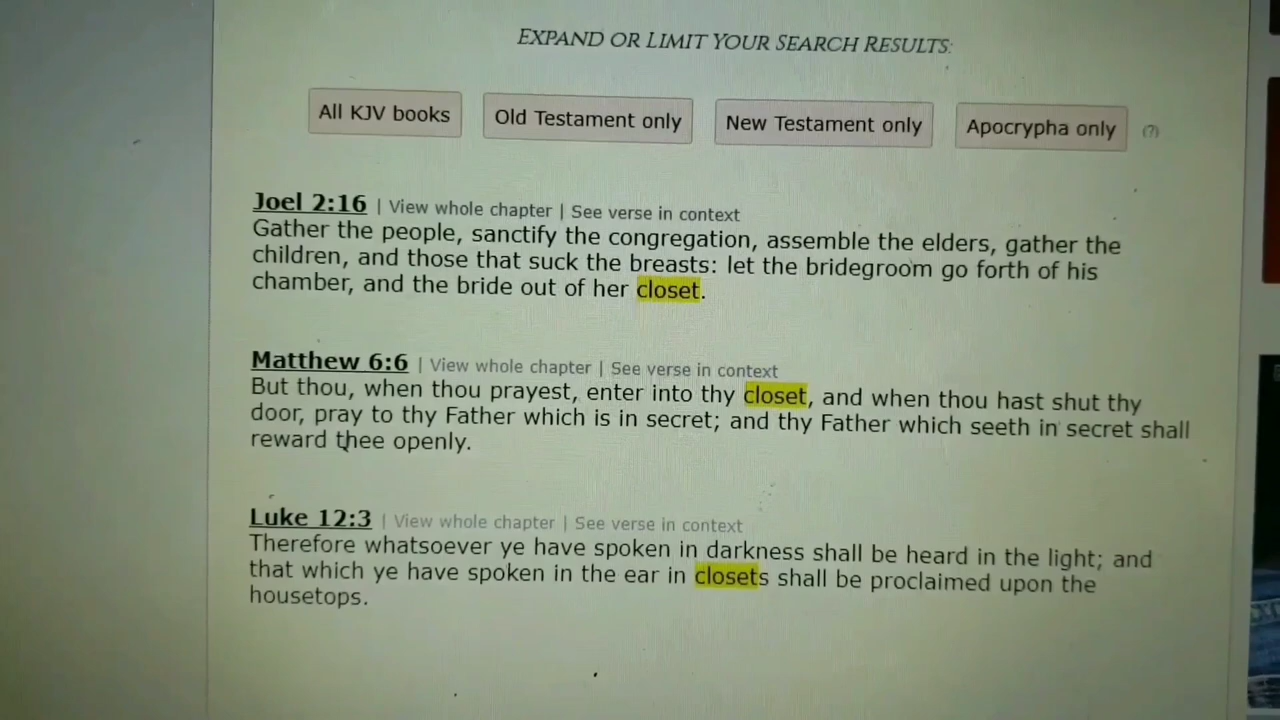 EXPAND OR LIMIT YOUR SEARCH RESULTS:
All KJV books Old Testament only New Testament only Apocrypha only (?)
Joel 2:16 | View whole chapter | See verse in context
Gather the people, sanctify the congregation, assemble the elders, gather the
children, and those that suck the breasts: let the bridegroom go forth of his
chamber, and the bride out of her closet.
Matthew 6:6 | View whole chapter | See verse in context
But thou, when thou prayest, enter into thy closet, and when thou hast shut thy
door, pray to thy Father which is in secret; and thy Father which seeth in secret shall
reward thee openly.
Luke 12:3 | View whole chapter | See verse in context
Therefore whatsoever ye have spoken in darkness shall be heard in the light; and
that which ye have spoken in the ear in closets shall be proclaimed upon the
housetops.